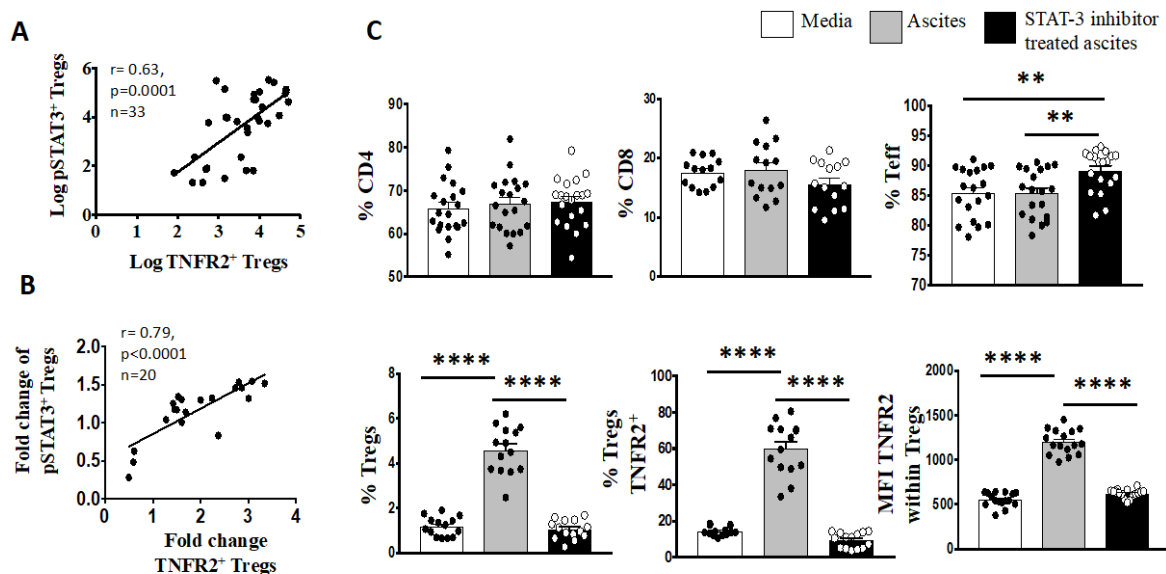 A
r= 0.63,
p=0.0001
n=33
Log pSTAT3⁺ Tregs
6
4
2
0
0 1 2 3 4 5
Log TNFR2⁺ Tregs
B
r= 0.79,
p<0.0001
n=20
Fold change of
pSTAT3⁺ Tregs
2.0
1.5
1.0
0.5
0.0
0 1 2 3 4
Fold change
TNFR2⁺ Tregs
C
Media
Ascites
STAT-3 inhibitor
treated ascites
% CD4
90
80
70
60
50
% CD8
30
20
10
0
% Teff
**
**
100
95
90
85
80
% Tregs
****
****
8
6
4
2
0
% Tregs
TNFR2⁺
****
****
100
80
60
40
20
0
MFI TNFR2
within Tregs
****
****
2000
1500
1000
500
0